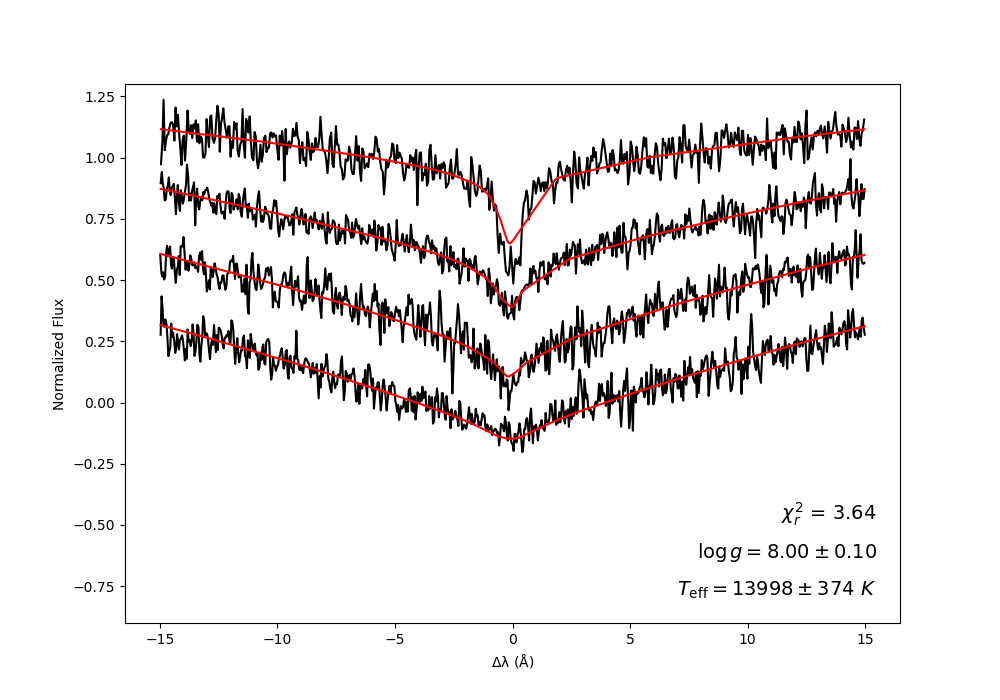 1.25
1.00
0.75
0.50
0.25
0.00
−0.25
−0.50
−0.75
Normalized Flux
χ²ᵣ = 3.64
log g = 8.00 ± 0.10
T_eff = 13998 ± 374 K
−15 −10 −5 0 5 10 15
Δλ (Å)